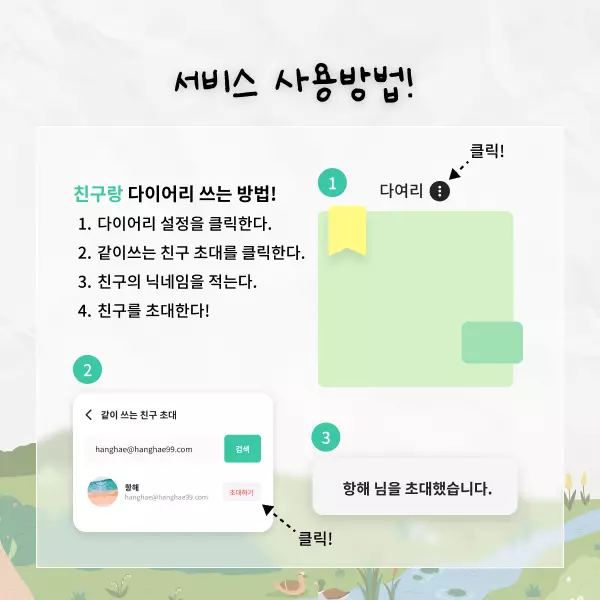 서비스 사용방법!
친구랑 다이어리 쓰는 방법!
1. 다이어리 설정을 클릭한다.
2. 같이쓰는 친구 초대를 클릭한다.
3. 친구의 닉네임을 적는다.
4. 친구를 초대한다!
클릭!
1
다여리
2
같이 쓰는 친구 초대
hanghae@hanghae99.com
검색
항해
hanghae@hanghae99.com
초대하기
클릭!
3
항해 님을 초대했습니다.